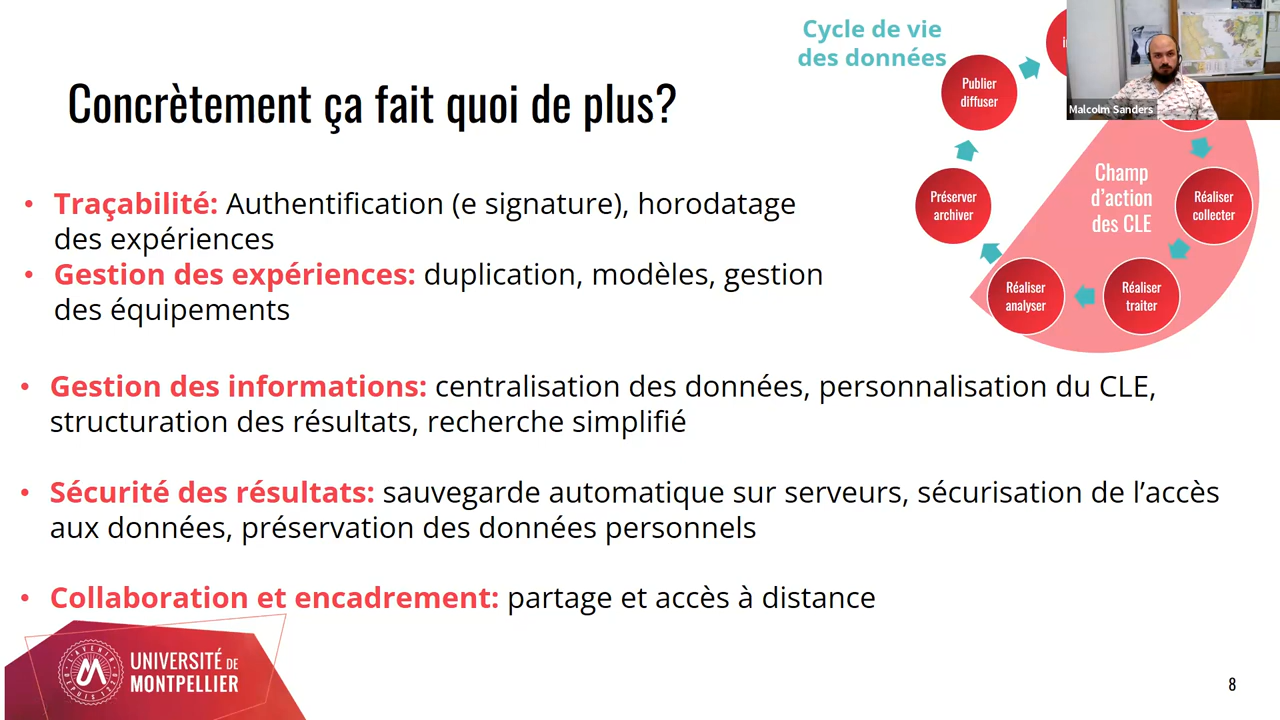 Cycle de vie
des données
Concrètement ça fait quoi de plus?
Publier
diffuser
Malcolm Sanders
Champ
d'action
des CLE
Préserver
archiver
Réaliser
collecter
Réaliser
analyser
Réaliser
traiter
• Traçabilité: Authentification (e signature), horodatage
des expériences
• Gestion des expériences: duplication, modèles, gestion
des équipements
• Gestion des informations: centralisation des données, personnalisation du CLE,
structuration des résultats, recherche simplifié
• Sécurité des résultats: sauvegarde automatique sur serveurs, sécurisation de l’accès
aux données, préservation des données personnels
• Collaboration et encadrement: partage et accès à distance
UNIVERSITÉ DE
MONTPELLIER
8